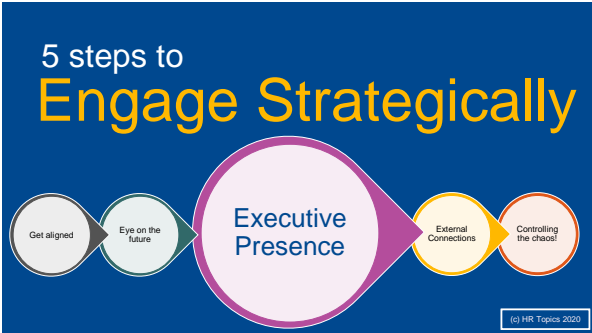 5 steps to
Engage Strategically
Get aligned
Eye on the
future
Executive
Presence
External
Connections
Controlling
the chaos!
(c) HR Topics 2020